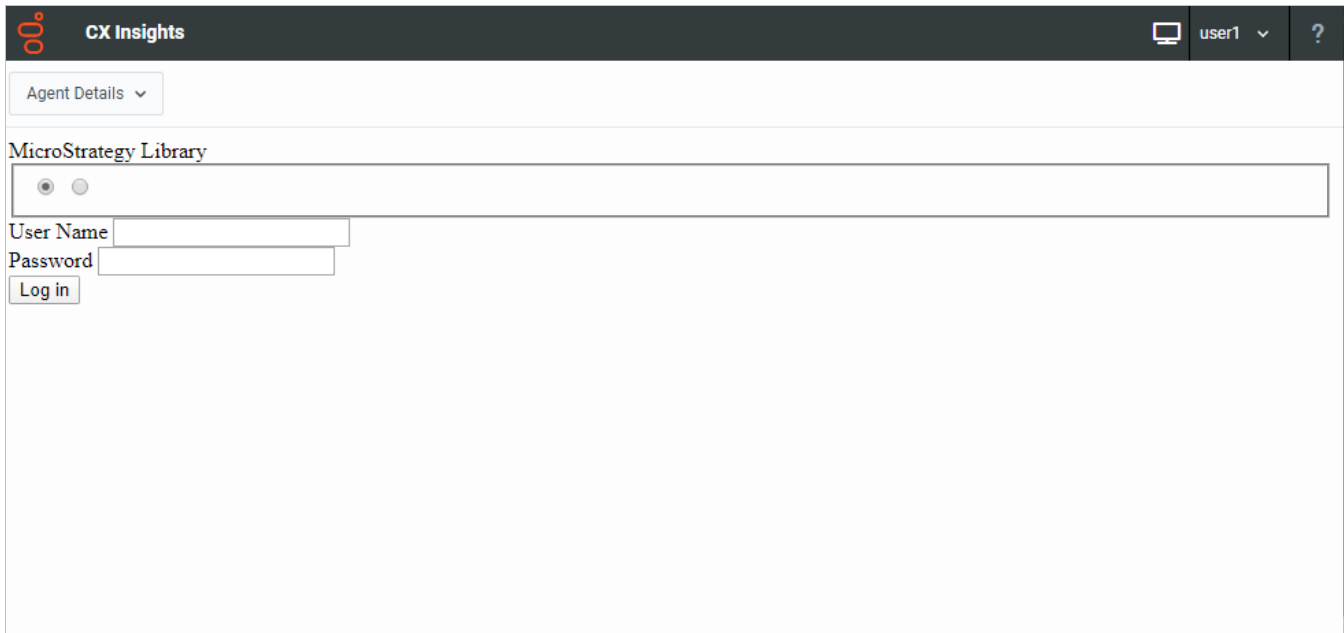 CX Insights user1 ?
Agent Details
MicroStrategy Library
User Name
Password
Log in